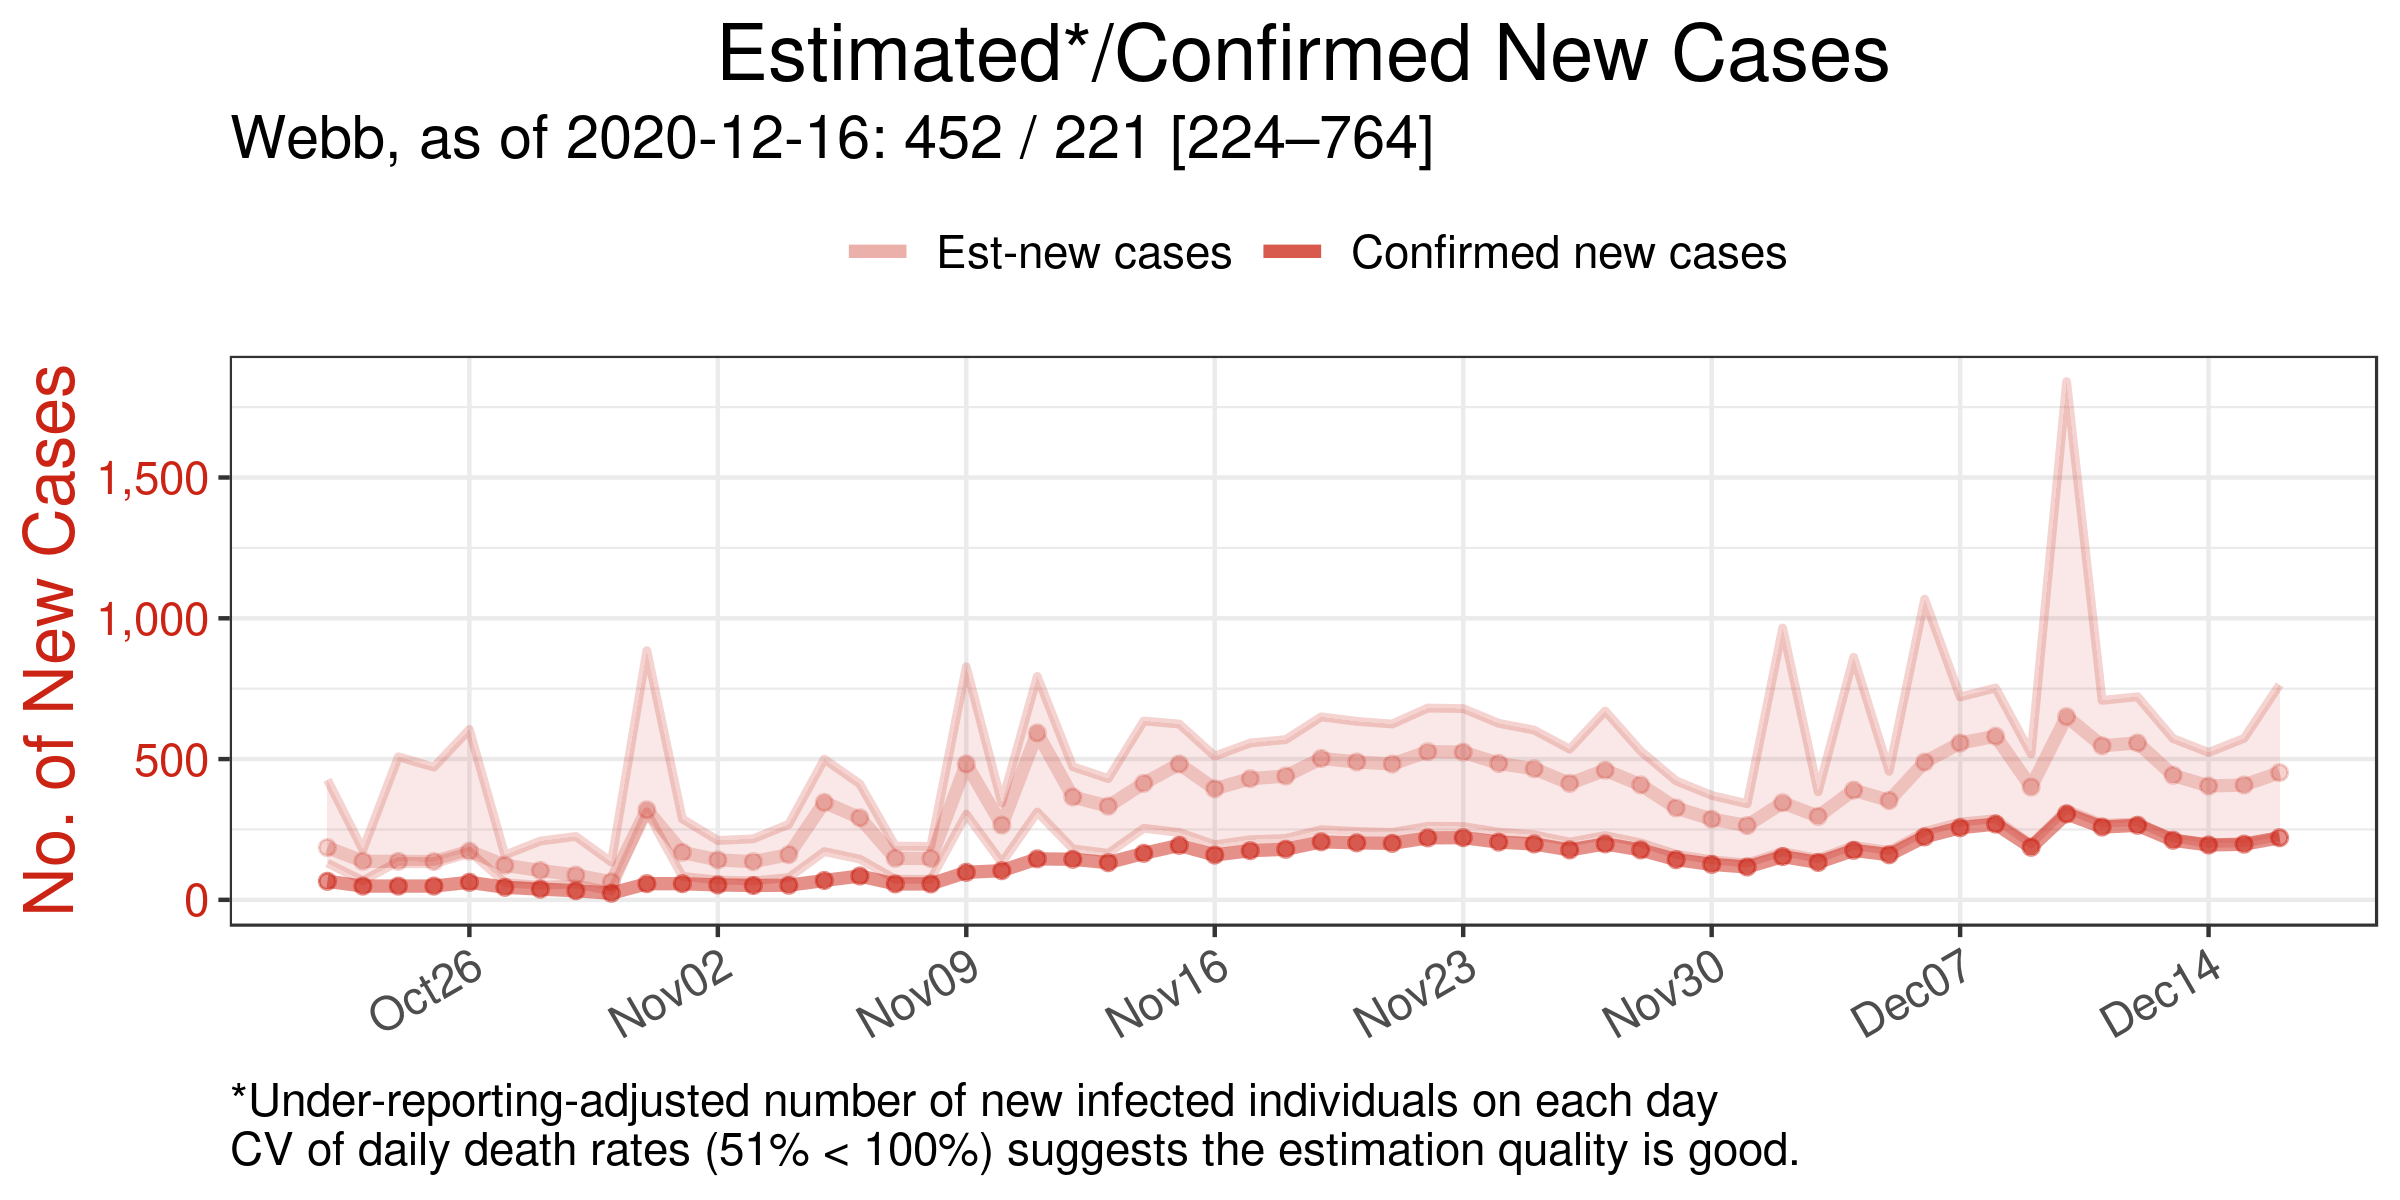 Estimated*/Confirmed New Cases
Webb, as of 2020-12-16: 452 / 221 [224–764]
Est-new cases Confirmed new cases
No. of New Cases
1,500
1,000
500
0
Oct26 Nov02 Nov09 Nov16 Nov23 Nov30 Dec07 Dec14
*Under-reporting-adjusted number of new infected individuals on each day
CV of daily death rates (51% < 100%) suggests the estimation quality is good.